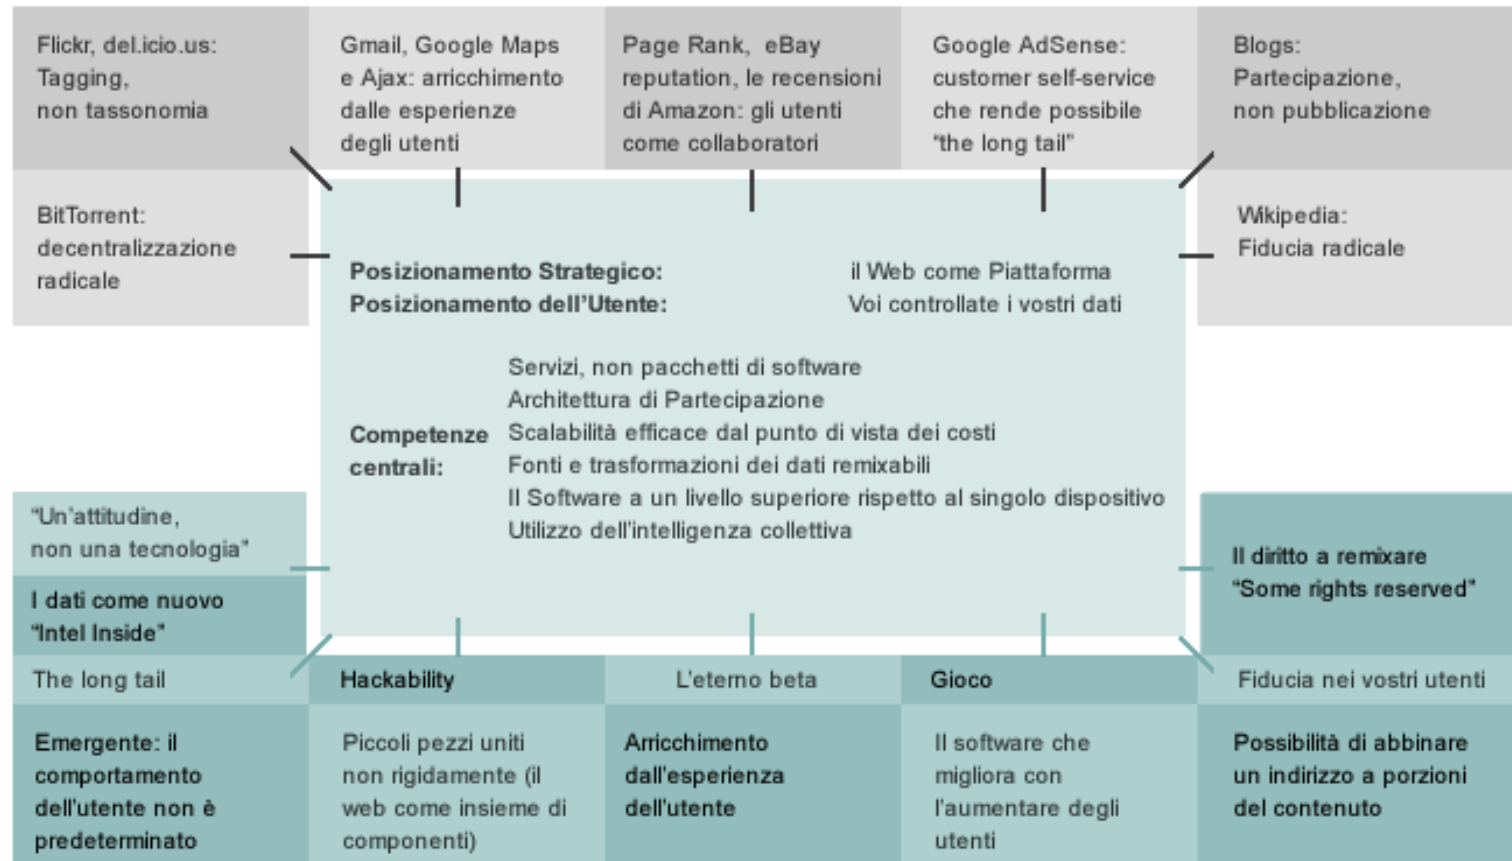 Flickr, del.icio.us:
Tagging,
non tassonomia
Gmail, Google Maps
e Ajax: arricchimento
dalle esperienze
degli utenti
Page Rank, eBay
reputation, le recensioni
di Amazon: gli utenti
come collaboratori
Google AdSense:
customer self-service
che rende possibile
“the long tail”
Blogs:
Partecipazione,
non pubblicazione
BitTorrent:
decentralizzazione
radicale
Wikipedia:
Fiducia radicale
Posizionamento Strategico: il Web come Piattaforma
Posizionamento dell'Utente: Voi controllate i vostri dati
Competenze
centrali:
Servizi, non pacchetti di software
Architettura di Partecipazione
Scalabilità efficace dal punto di vista dei costi
Fonti e trasformazioni dei dati remixabili
Il Software a un livello superiore rispetto al singolo dispositivo
Utilizzo dell'intelligenza collettiva
“Un'attitudine,
non una tecnologia”
I dati come nuovo
“Intel Inside”
Il diritto a remixare
“Some rights reserved”
The long tail
Hackability
L'eterno beta
Gioco
Fiducia nei vostri utenti
Emergente: il
comportamento
dell'utente non è
predeterminato
Piccoli pezzi uniti
non rigidamente (il
web come insieme di
componenti)
Arricchimento
dall'esperienza
dell'utente
Il software che
migliora con
l'aumentare degli
utenti
Possibilità di abbinare
un indirizzo a porzioni
del contenuto